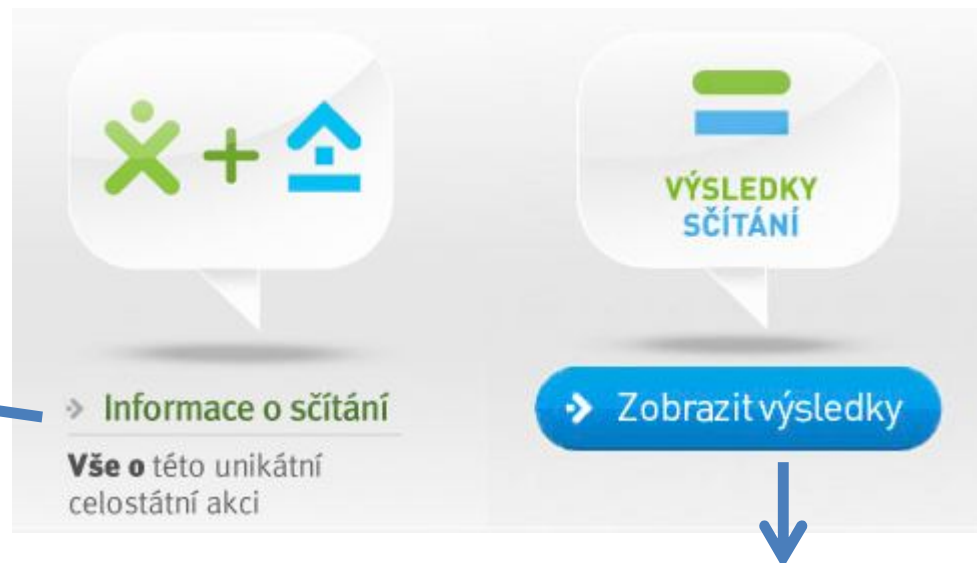 Informace o sčítání
Vše o této unikátní
celostátní akci
VÝSLEDKY
SČÍTÁNÍ
Zobrazit výsledky